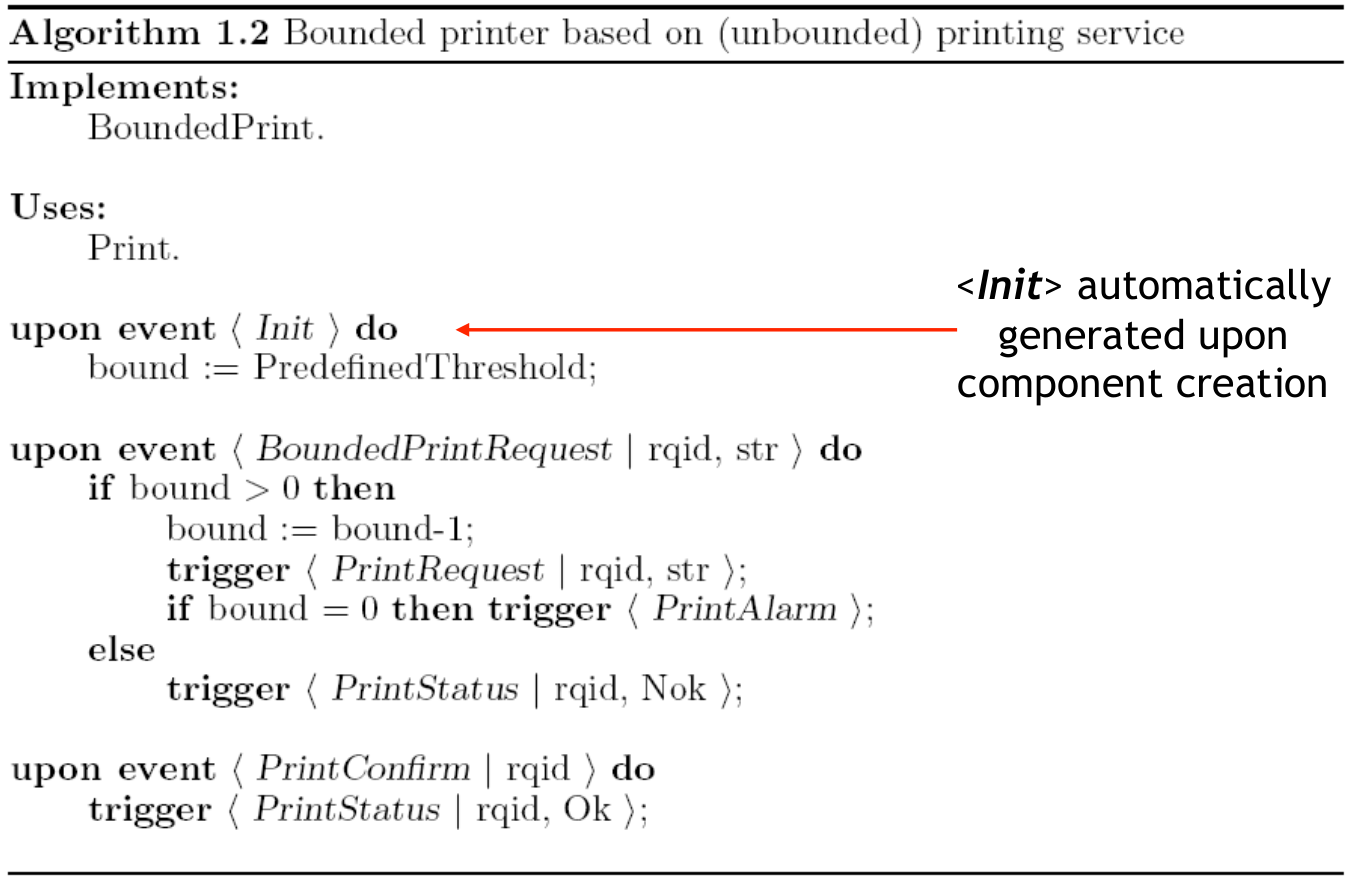 Algorithm 1.2 Bounded printer based on (unbounded) printing service
Implements:
BoundedPrint.
Uses:
Print.
upon event ⟨ Init ⟩ do
bound := PredefinedThreshold;
<Init> automatically
generated upon
component creation
upon event ⟨ BoundedPrintRequest | rqid, str ⟩ do
if bound > 0 then
bound := bound-1;
trigger ⟨ PrintRequest | rqid, str ⟩;
if bound = 0 then trigger ⟨ PrintAlarm ⟩;
else
trigger ⟨ PrintStatus | rqid, Nok ⟩;
upon event ⟨ PrintConfirm | rqid ⟩ do
trigger ⟨ PrintStatus | rqid, Ok ⟩;